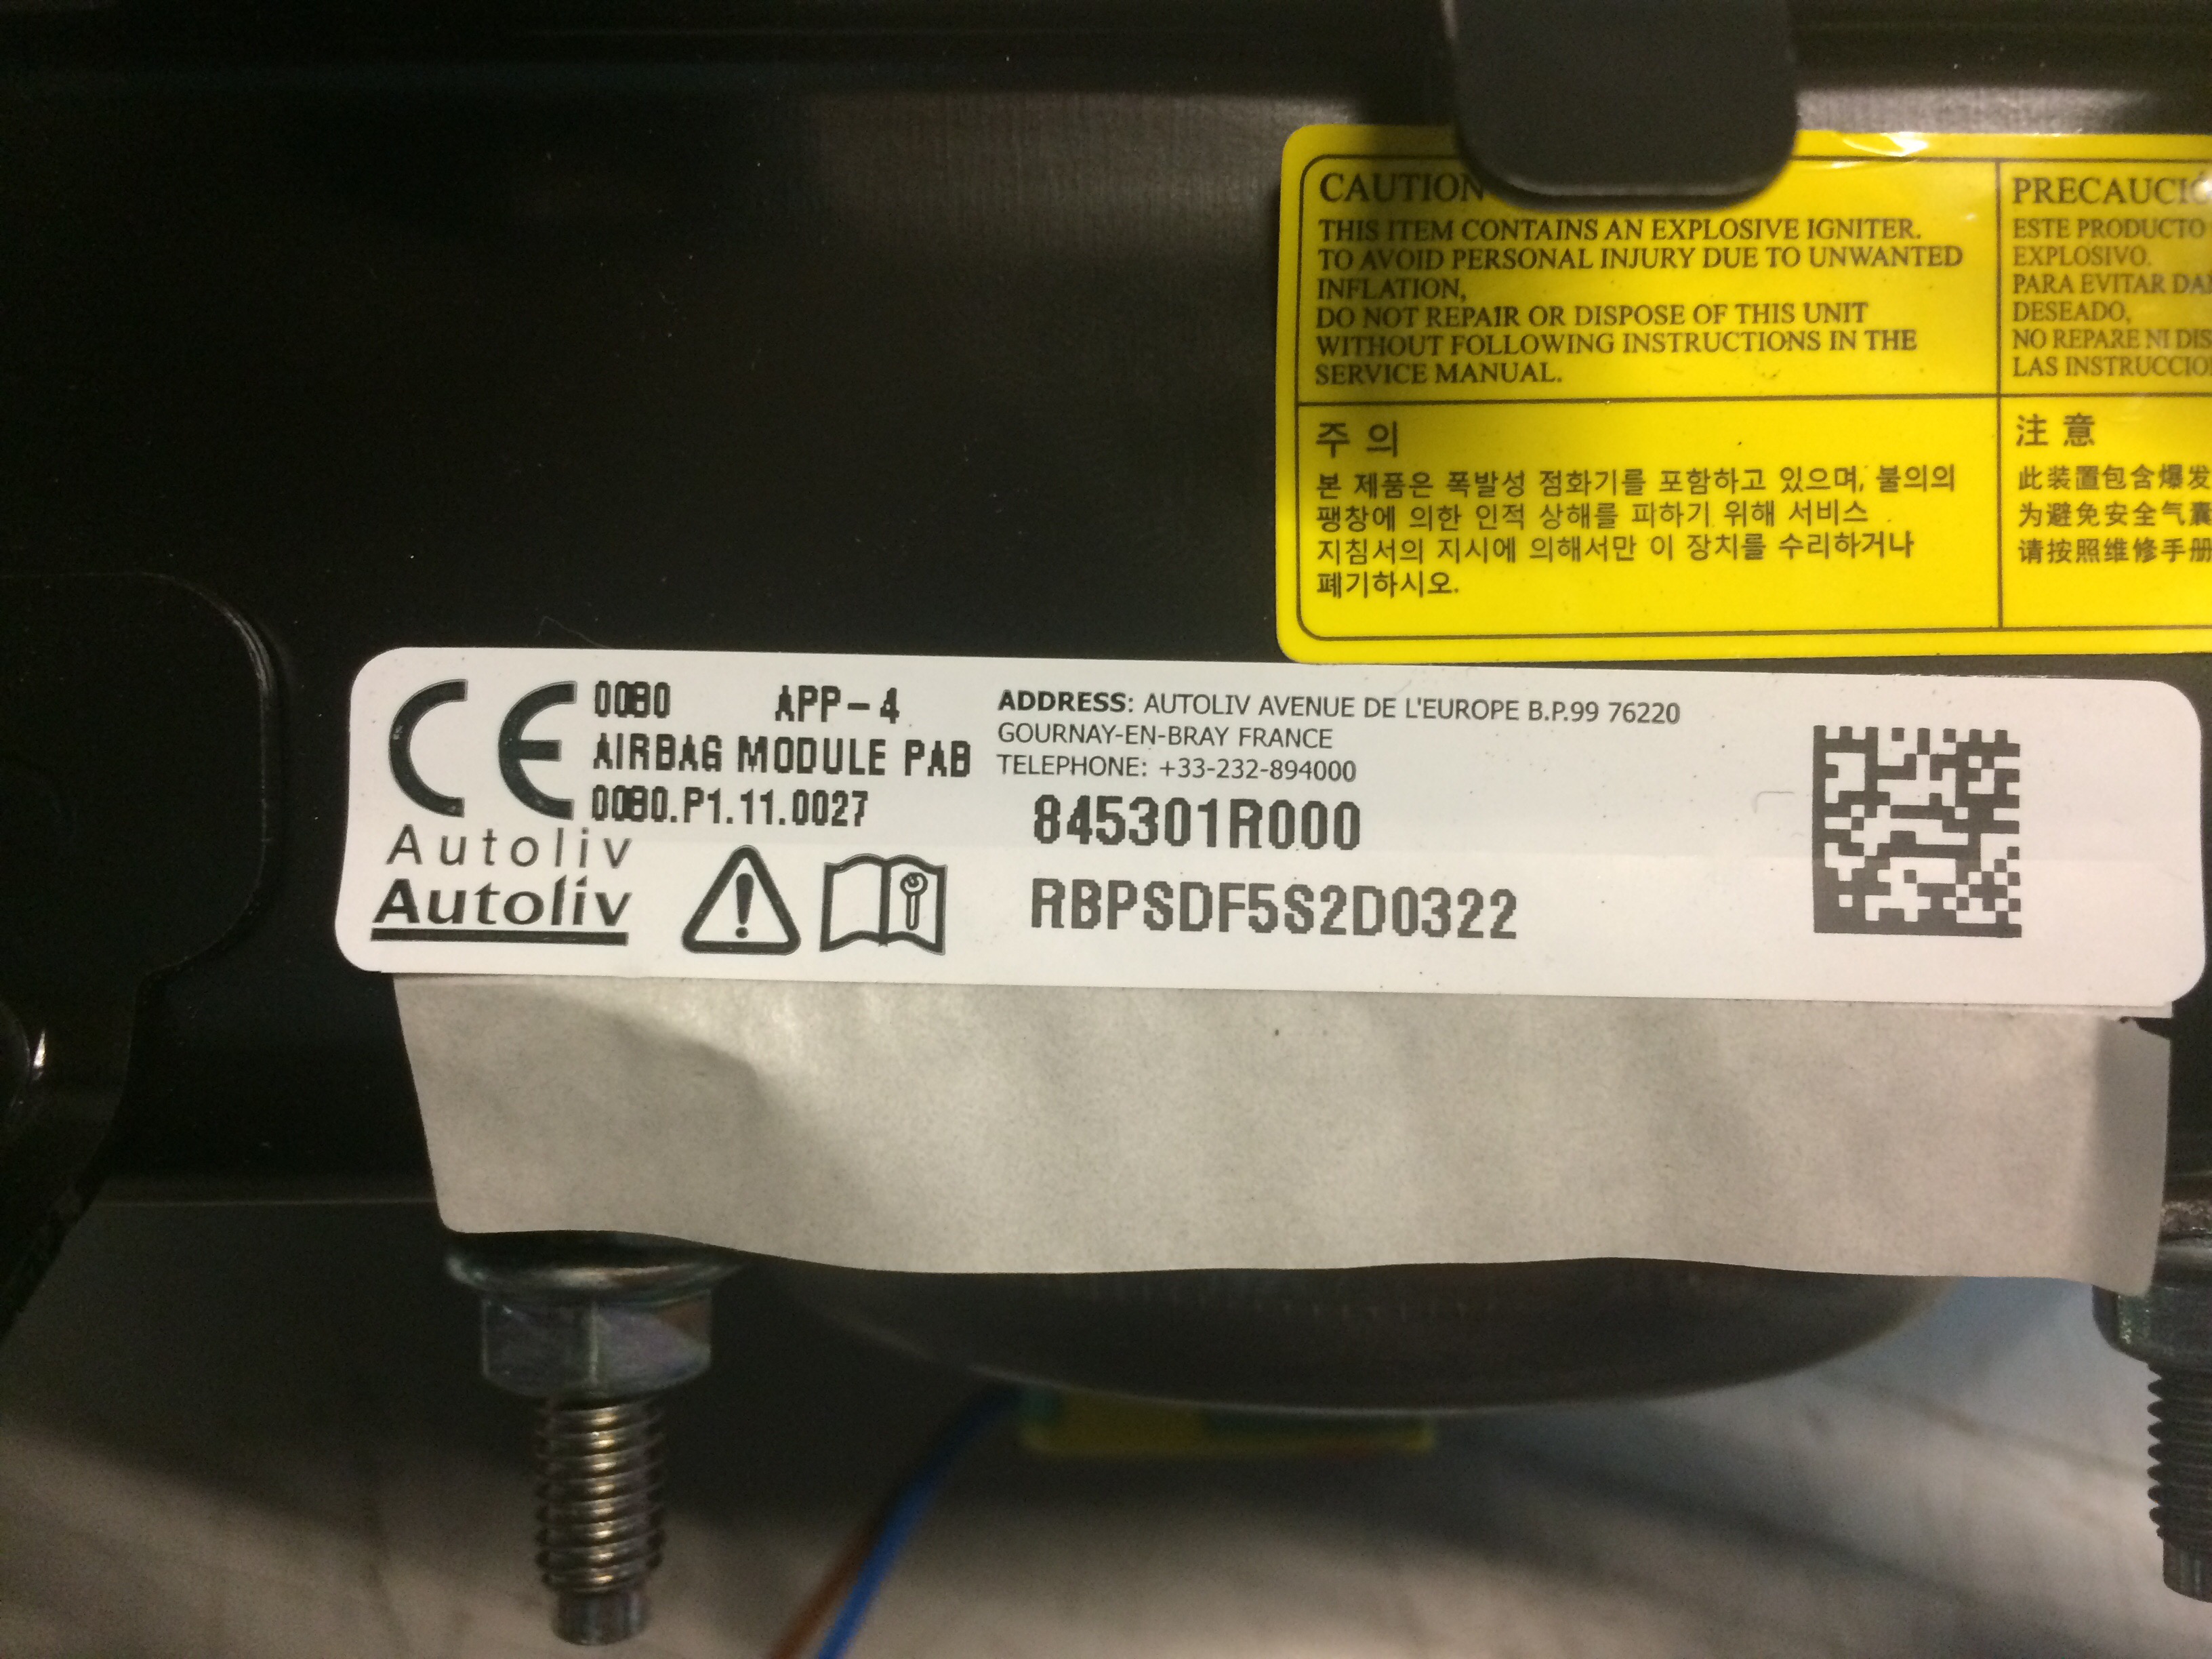 CAUTION
THIS ITEM CONTAINS AN EXPLOSIVE IGNITER.
TO AVOID PERSONAL INJURY DUE TO UNWANTED
INFLATION,
DO NOT REPAIR OR DISPOSE OF THIS UNIT
WITHOUT FOLLOWING INSTRUCTIONS IN THE
SERVICE MANUAL.
ESTE PRODUCTO
EXPLOSIVO.
PARA EVITAR
DESEADO,
NO REPARE NI
LAS
주 의
본 제품은 폭발성 점화기를 포함하고 있으며, 불의의
팽창에 의한 인적 상해를 피하기 위해 서비스
지침서의 지시에 의해서만 이 장치를 수리하거나
폐기하시오.
注 意
此装置包含爆发
为避免安全气囊
请按照维修手册
CE
0080 APP-4
AIRBAG MODULE PAB
0080.P1.11.0027
Autoliv
Autoliv
ADDRESS: AUTOLIV AVENUE DE L'EUROPE B.P.99 76220
GOURNAY-EN-BRAY FRANCE
TELEPHONE: +33-232-894000
845301R000
RBPSDF5S2D0322